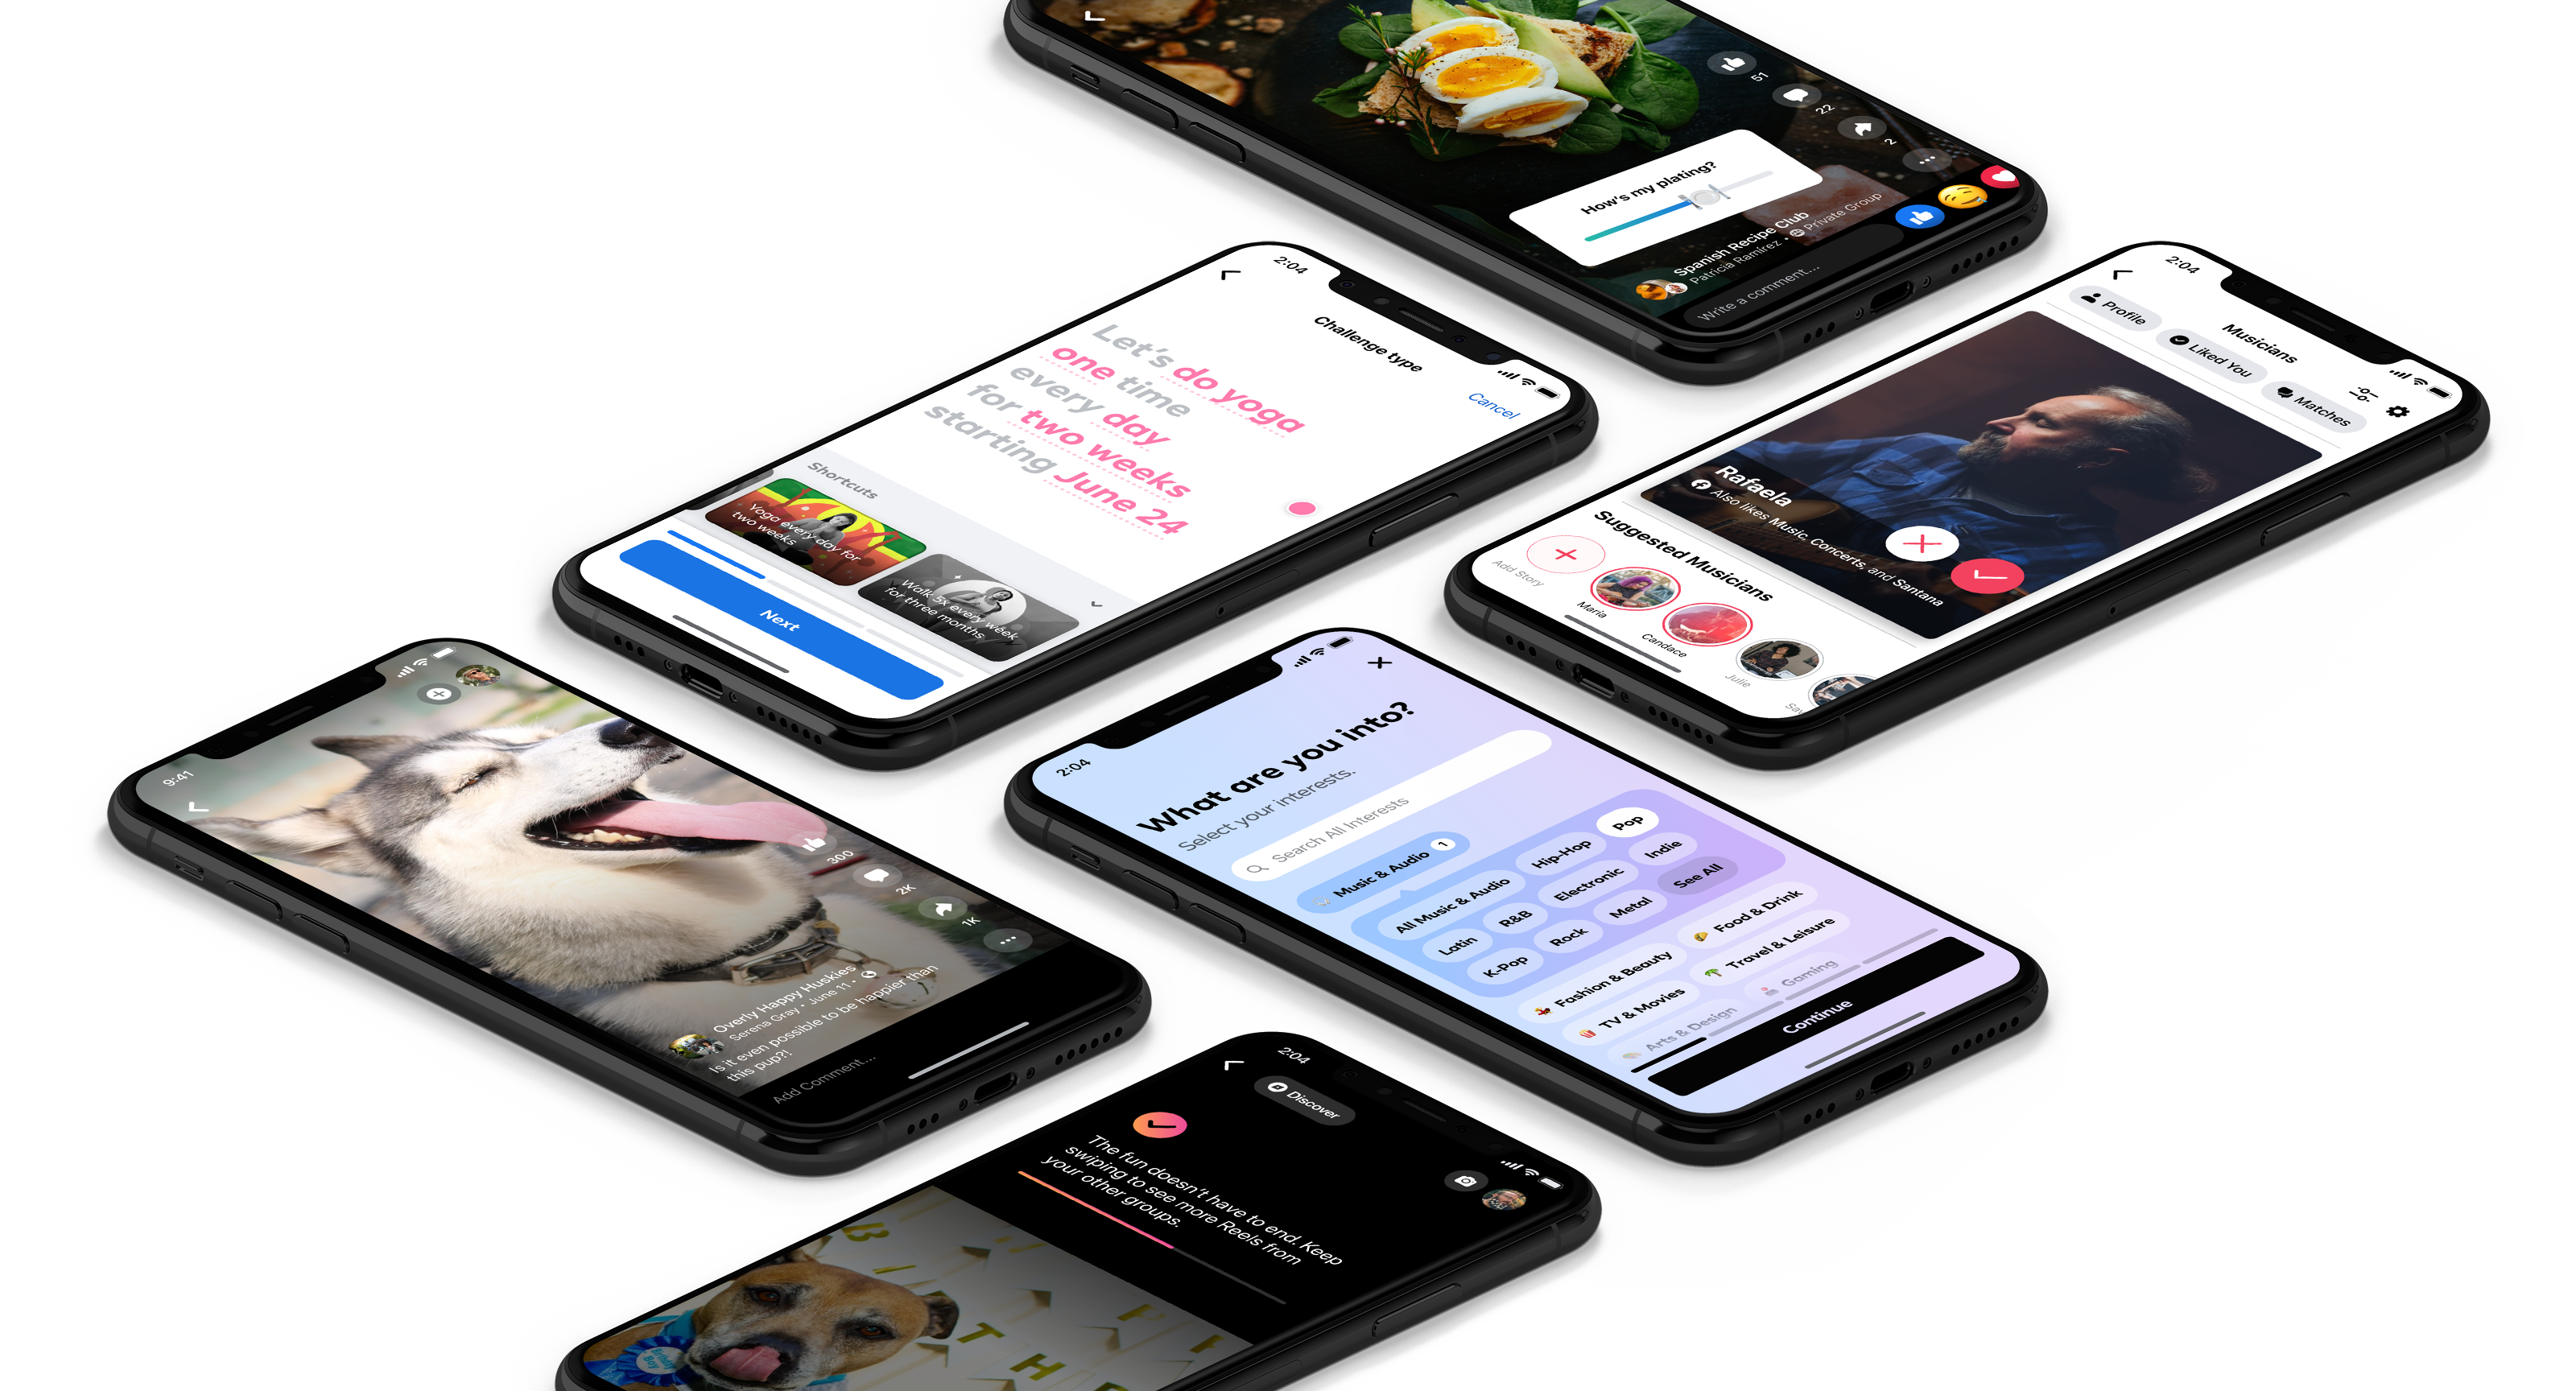 51
22
2
How's my plating?
Spanish Recipe Club
Patricia Ramirez • Private Group
Write a comment...
2:04
Challenge type
Cancel
Let's do yoga
one time
every day
for two weeks
starting June 24
Shortcuts
Yoga every day for
two weeks
Walk 5x every week
for three months
Next
2:04
Musicians
Profile
Liked You
Matches
Rafaela
Also likes Music, Concerts, and Santana
Suggested Musicians
Add Story
Maria
Candace
Julie
9:41
300
2K
1K
Overly Happy Huskies
Serena Gray • June 11 •
Is it even possible to be happier than
this pup?!
Add Comment...
2:04
What are you into?
Select your interests.
Search All Interests
Music & Audio 1
All Music & Audio Hip-Hop Pop
Latin R&B Electronic Indie
K-Pop Rock Metal See All
Fashion & Beauty Food & Drink
TV & Movies Travel & Leisure
Arts & Design Gaming
Continue
2:04
Discover
The fun doesn't have to end. Keep
swiping to see more Reels from
your other groups.